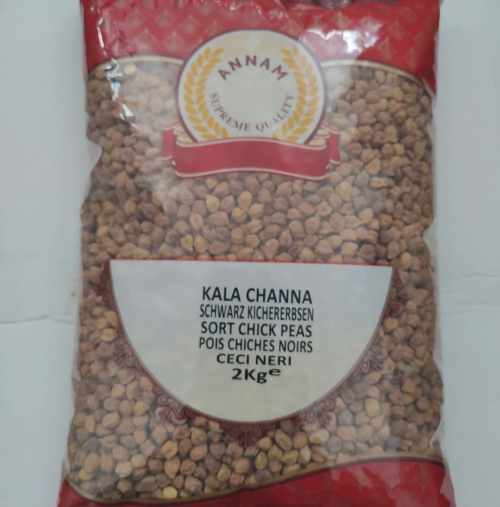 ANNAM
SUPREME QUALITY
KALA CHANNA
SCHWARZ KICHERERBSEN
SORT CHICK PEAS
POIS CHICHES NOIRS
CECI NERI
2Kg℮